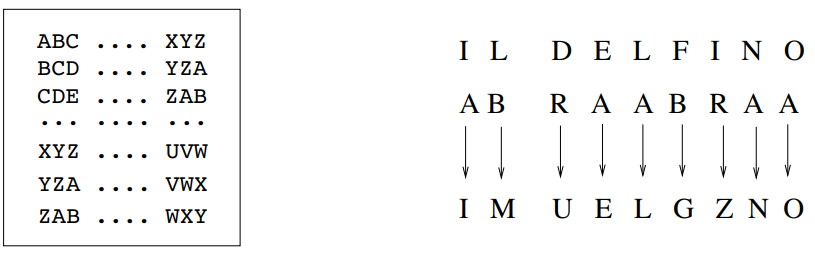 ABC .... XYZ
BCD .... YZA
CDE .... ZAB
... .... ...
XYZ .... UVW
YZA .... VWX
ZAB .... WXY
I L D E L F I N O
A B R A A B R A A
I M U E L G Z N O